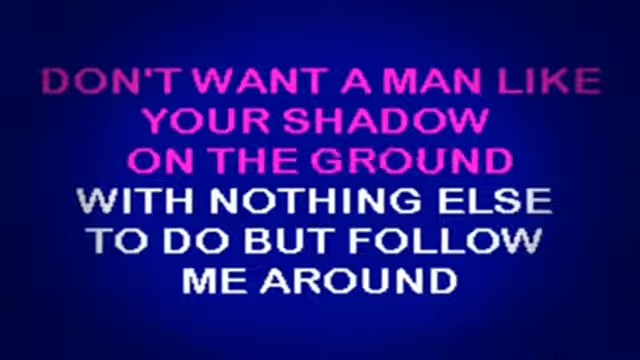 DON'T WANT A MAN LIKE
YOUR SHADOW
ON THE GROUND
WITH NOTHING ELSE
TO DO BUT FOLLOW
ME AROUND